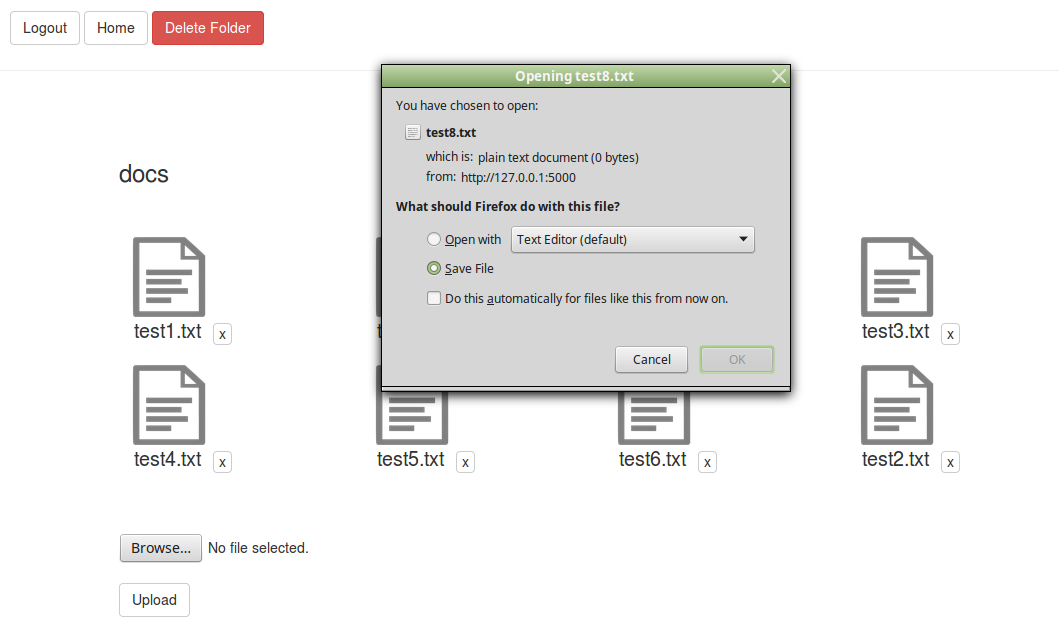 Logout Home Delete Folder
Opening test8.txt
You have chosen to open:
test8.txt
which is: plain text document (0 bytes)
from: http://127.0.0.1:5000
What should Firefox do with this file?
Open with Text Editor (default)
Save File
Do this automatically for files like this from now on.
Cancel OK
docs
test1.txt x
test3.txt x
test4.txt x
test5.txt x
test6.txt x
test2.txt x
Browse... No file selected.
Upload